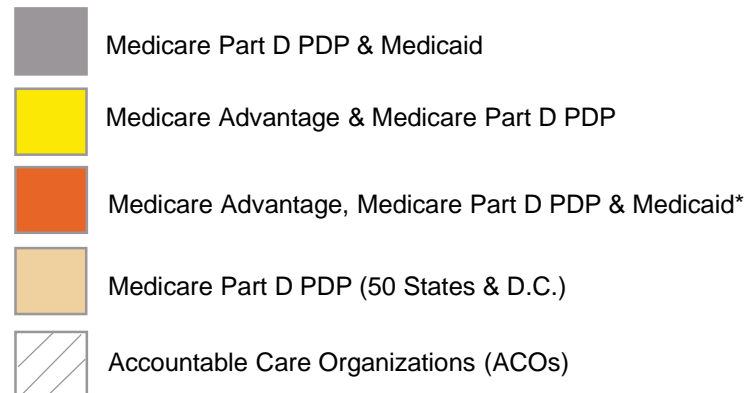 Medicare Part D PDP & Medicaid
Medicare Advantage & Medicare Part D PDP
Medicare Advantage, Medicare Part D PDP & Medicaid*
Medicare Part D PDP (50 States & D.C.)
Accountable Care Organizations (ACOs)